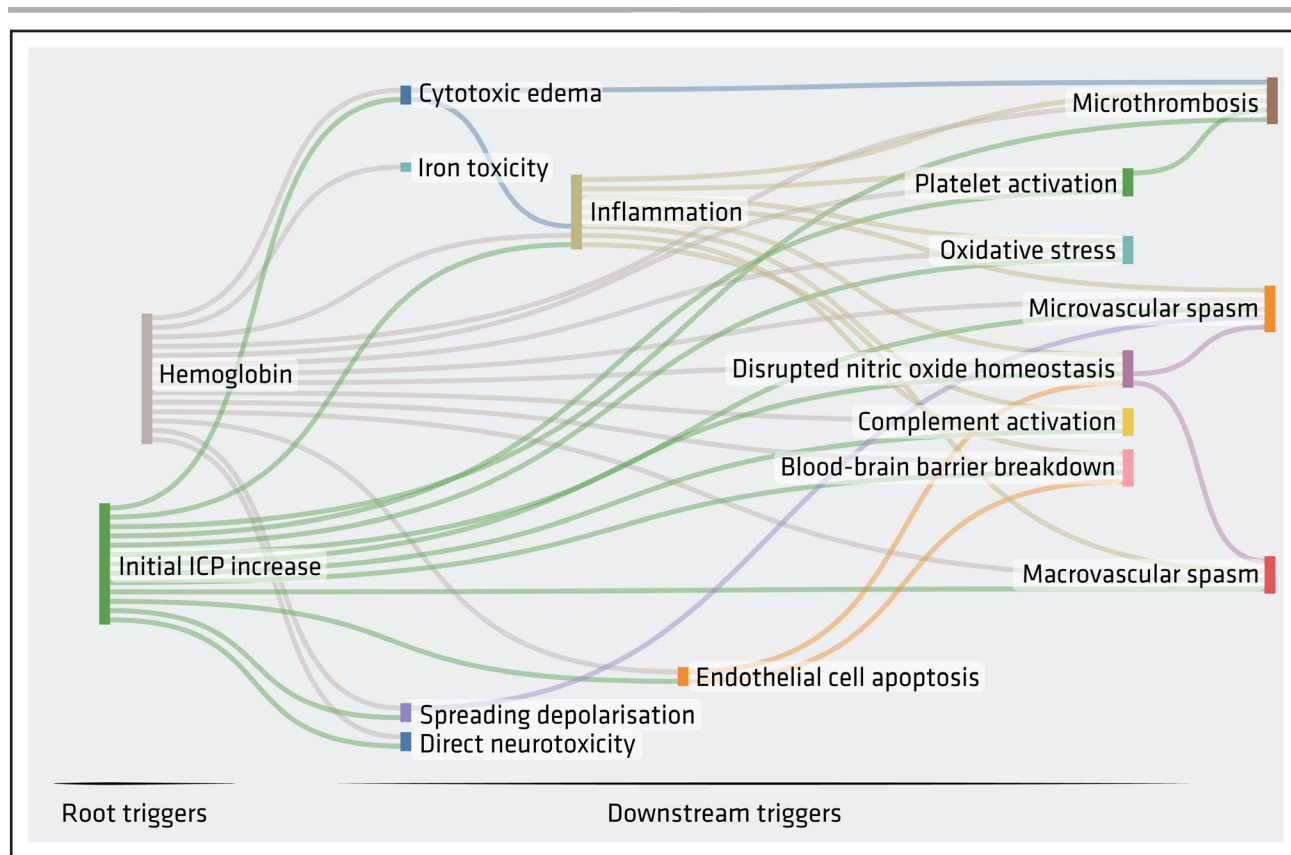 Cytotoxic edema
Microthrombosis
Iron toxicity
Platelet activation
Inflammation
Oxidative stress
Microvascular spasm
Hemoglobin
Disrupted nitric oxide homeostasis
Complement activation
Blood-brain barrier breakdown
Initial ICP increase
Macrovascular spasm
Endothelial cell apoptosis
Spreading depolarisation
Direct neurotoxicity
Root triggers
Downstream triggers